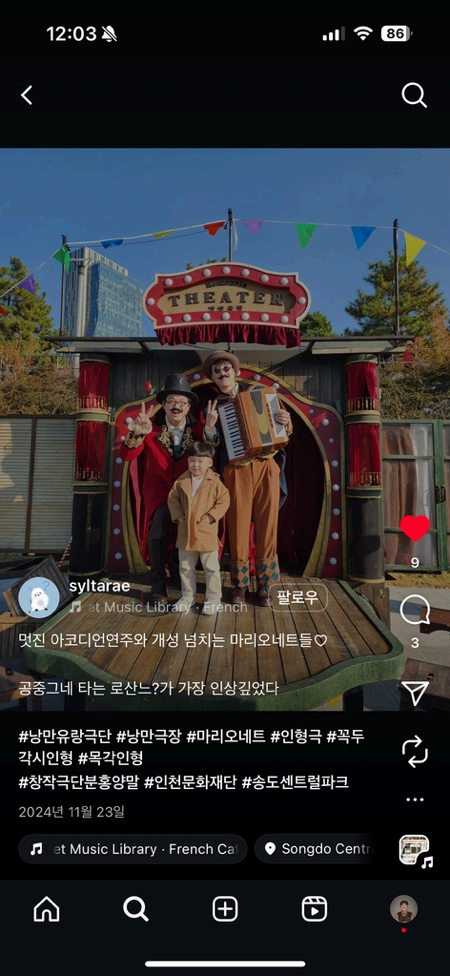 12:03
86
THEATER
9
syltarae
et Music Library · French
팔로우
3
멋진 아코디언연주와 개성 넘치는 마리오네트들♡
공중그네 타는 로산느?가 가장 인상깊었다
#낭만유랑극단 #낭만극장 #마리오네트 #인형극 #꼭두
각시인형 #목각인형
#창작극단분홍양말 #인천문화재단 #송도센트럴파크
2024년 11월 23일
et Music Library · French Ca
Songdo Centr